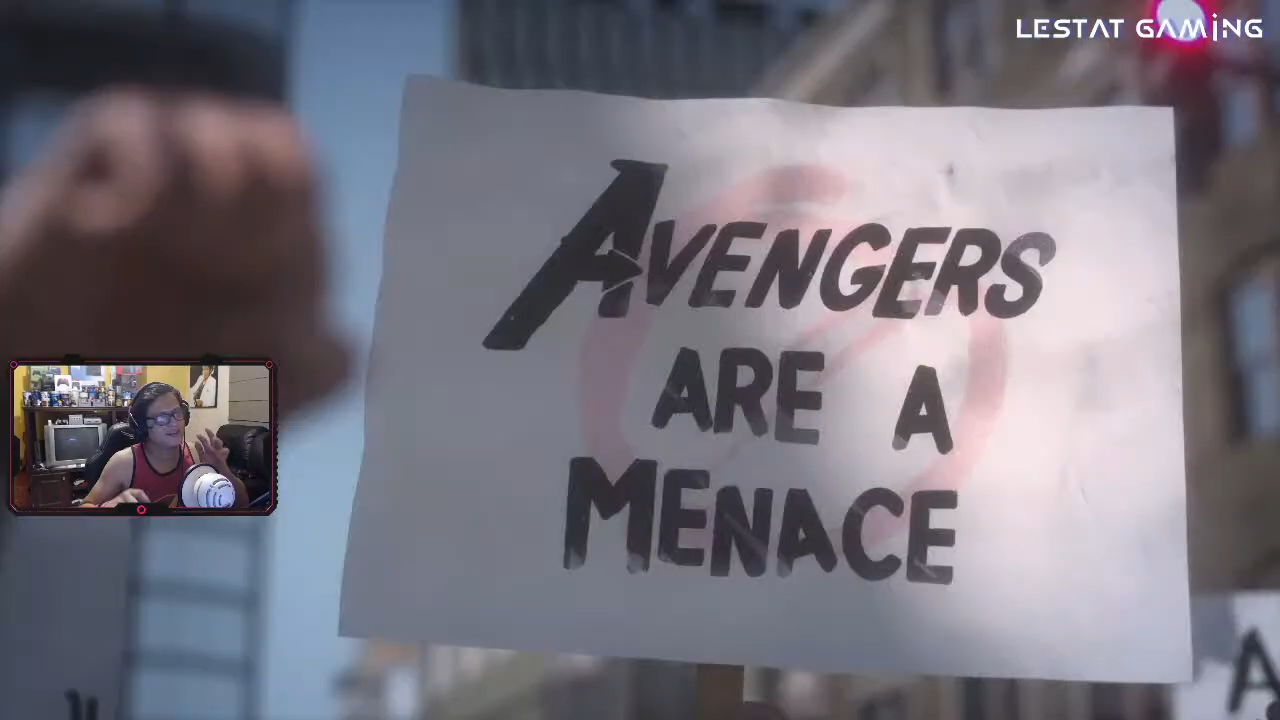 LESTAT GAMING
AVENGERS
ARE A
MENACE
A